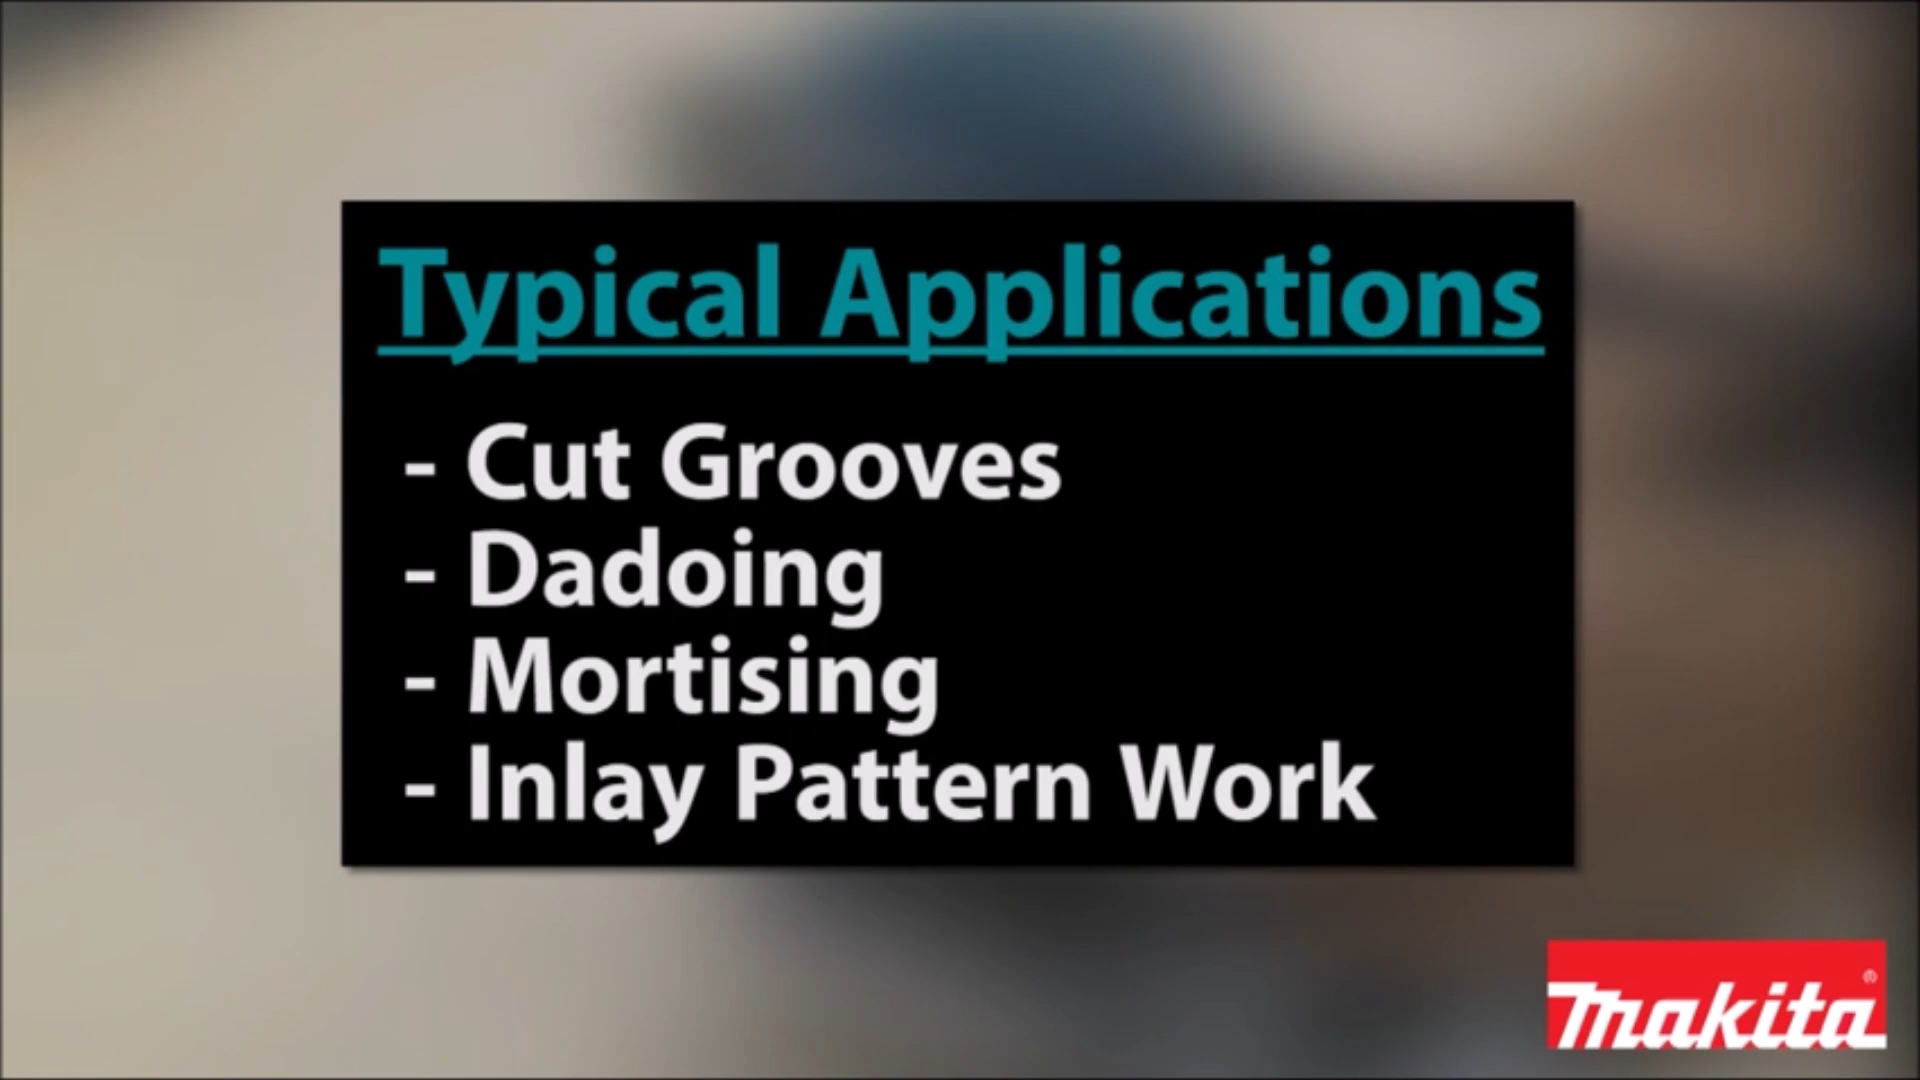 Typical Applications
- Cut Grooves
- Dadoing
- Mortising
- Inlay Pattern Work
makita®